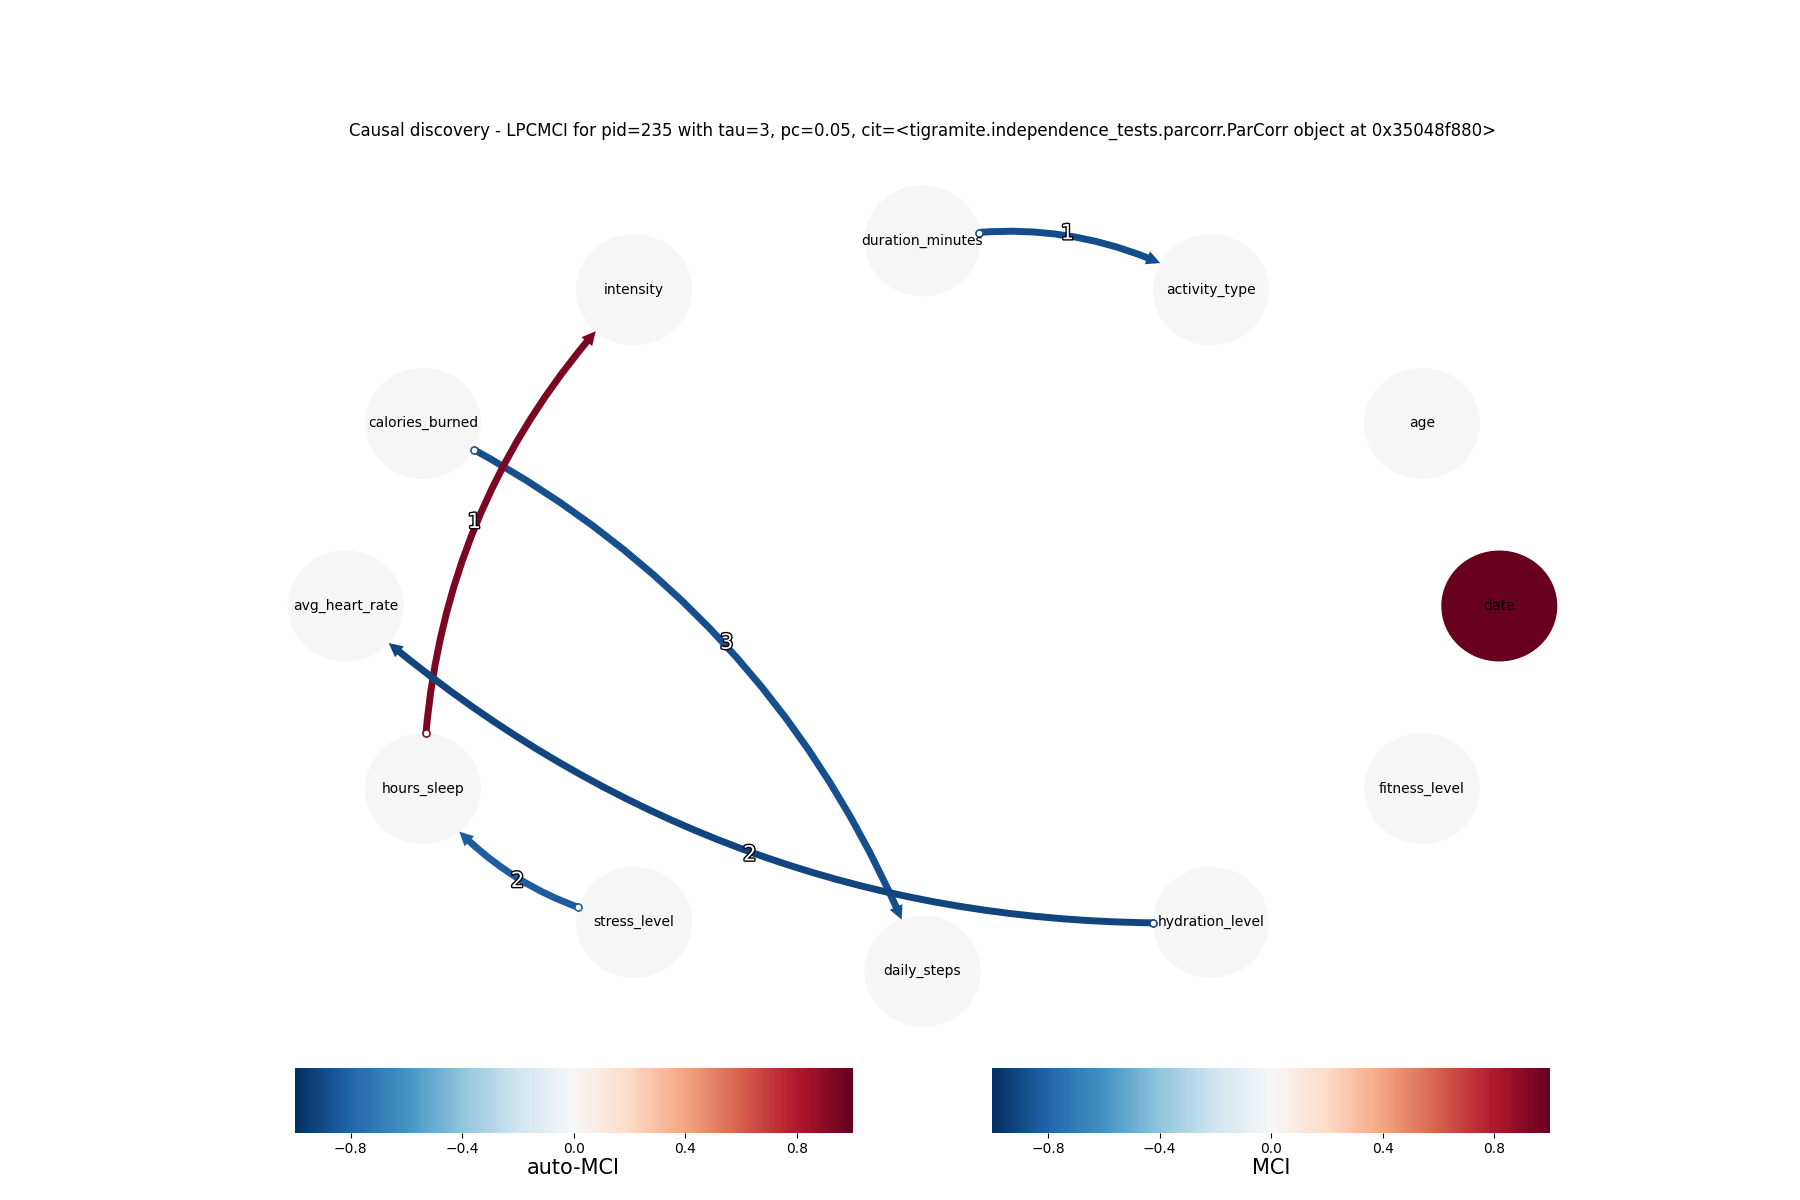 Causal discovery - LPCMCI for pid=235 with tau=3, pc=0.05, cit=<tigramite.independence_tests.parcorr.ParCorr object at 0x35048f880>
duration_minutes
1
intensity
activity_type
calories_burned
age
1
avg_heart_rate
date
3
hours_sleep
fitness_level
2
2
stress_level
hydration_level
daily_steps
−0.8 −0.4 0.0 0.4 0.8
auto-MCI
−0.8 −0.4 0.0 0.4 0.8
MCI